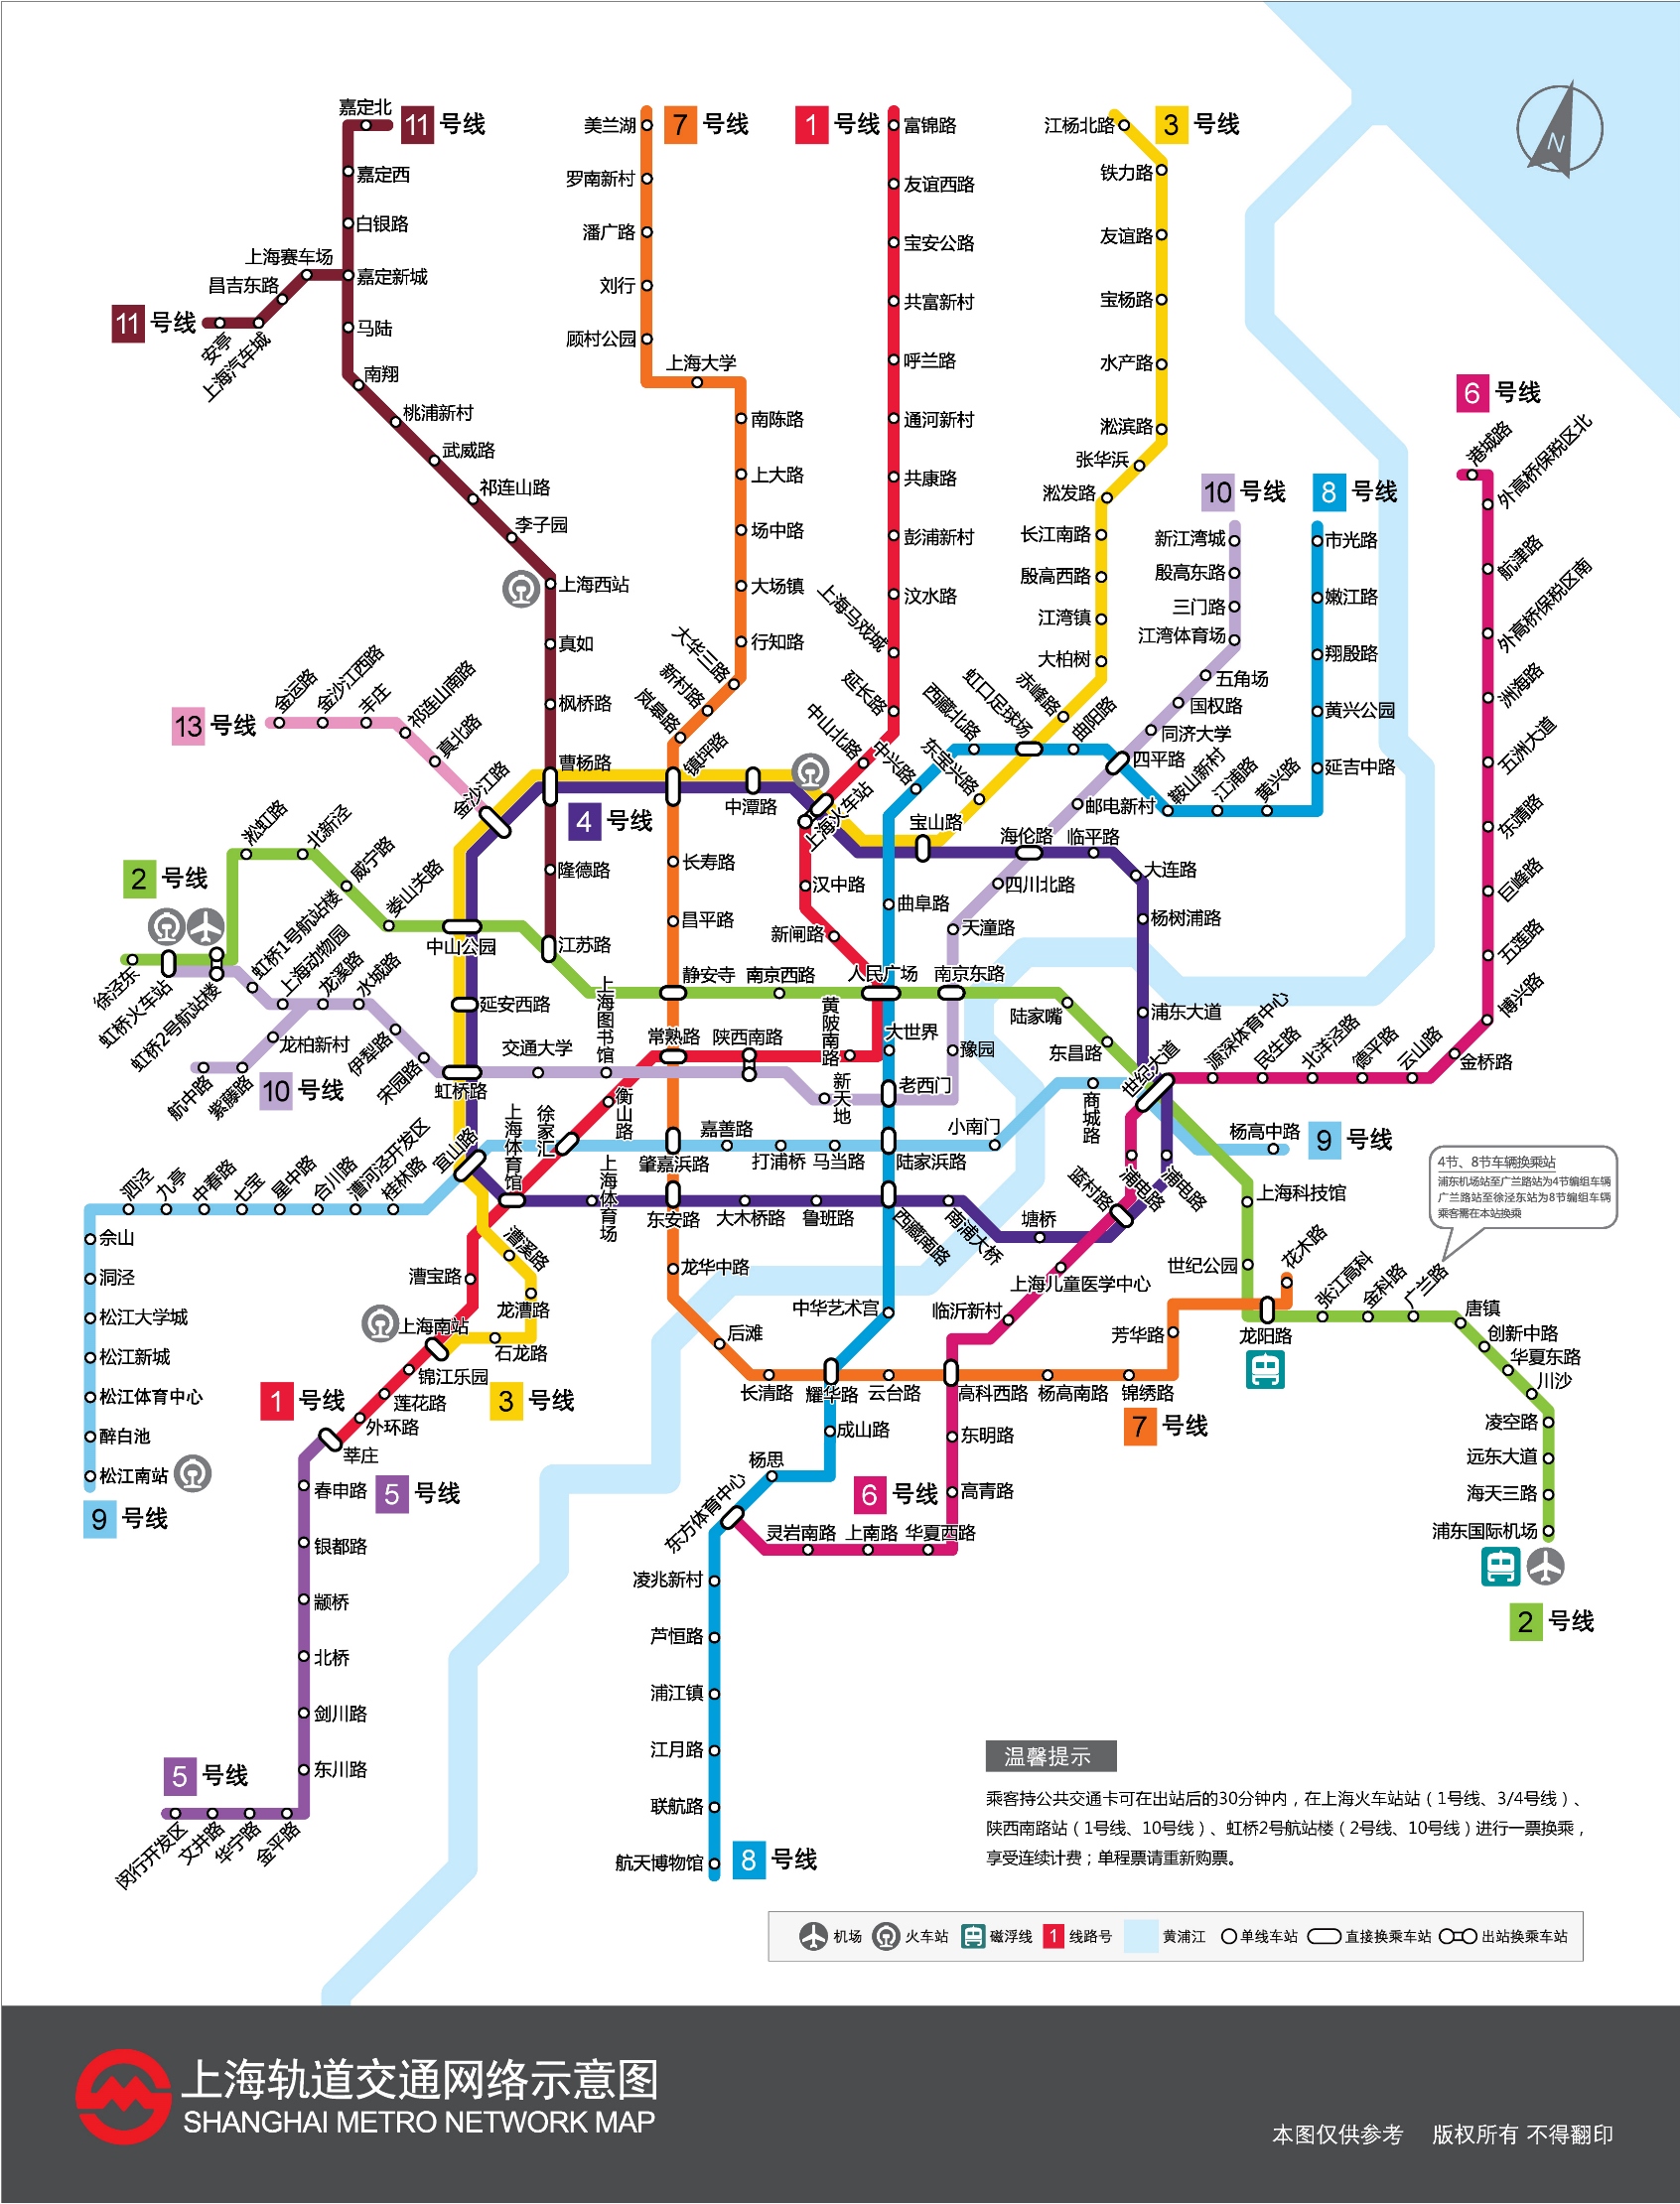 嘉定北
11 号线
嘉定西
白银路
上海赛车场
嘉定新城
昌吉东路
11 号线
安亭
上海汽车城
马陆
南翔
桃浦新村
武威路
祁连山路
李子园
上海西站
真如
枫桥路
曹杨路
隆德路
江苏路
美兰湖
7 号线
罗南新村
潘广路
刘行
顾村公园
上海大学
南陈路
上大路
场中路
大场镇
行知路
大华三路
新村路
岚皋路
镇坪路
长寿路
昌平路
静安寺
常熟路
肇嘉浜路
东安路
龙华中路
后滩
长清路
耀华路
云台路
高科西路
杨高南路
锦绣路
芳华路
龙阳路
花木路
7 号线
1 号线
富锦路
友谊西路
宝安公路
共富新村
呼兰路
通河新村
共康路
彭浦新村
汶水路
上海马戏城
延长路
中山北路
上海火车站
汉中路
新闸路
人民广场
黄陂南路
陕西南路
衡山路
徐家汇
上海体育馆
漕宝路
上海南站
锦江乐园
莲花路
外环路
莘庄
1 号线
江杨北路
3 号线
铁力路
友谊路
宝杨路
水产路
淞滨路
张华浜
淞发路
长江南路
殷高西路
江湾镇
大柏树
赤峰路
虹口足球场
东宝兴路
宝山路
中潭路
4 号线
金沙江路
中山公园
延安西路
虹桥路
宜山路
漕溪路
龙漕路
石龙路
3 号线
10 号线
新江湾城
殷高东路
三门路
江湾体育场
五角场
国权路
同济大学
四平路
邮电新村
海伦路
四川北路
天潼路
南京东路
豫园
老西门
新天地
上海图书馆
交通大学
宋园路
伊犁路
水城路
龙溪路
上海动物园
虹桥1号航站楼
虹桥2号航站楼
虹桥火车站
龙柏新村
紫藤路
航中路
10 号线
8 号线
市光路
嫩江路
翔殷路
黄兴公园
延吉中路
黄兴路
江浦路
鞍山新村
曲阳路
西藏北路
中兴路
曲阜路
大世界
陆家浜路
西藏南路
中华艺术宫
成山路
杨思
东方体育中心
凌兆新村
芦恒路
浦江镇
江月路
联航路
航天博物馆
8 号线
6 号线
港城路
外高桥保税区北
航津路
外高桥保税区南
洲海路
五洲大道
东靖路
巨峰路
五莲路
博兴路
金桥路
云山路
德平路
北洋泾路
民生路
源深体育中心
世纪大道
浦电路
浦电路
蓝村路
上海儿童医学中心
临沂新村
东明路
高青路
华夏西路
上南路
灵岩南路
6 号线
13 号线
金运路
金沙江西路
丰庄
祁连山南路
真北路
2 号线
徐泾东
淞虹路
北新泾
威宁路
娄山关路
南京西路
陆家嘴
东昌路
上海科技馆
世纪公园
张江高科
金科路
广兰路
唐镇
创新中路
华夏东路
川沙
凌空路
远东大道
海天三路
浦东国际机场
2 号线
临平路
大连路
杨树浦路
浦东大道
塘桥
南浦大桥
鲁班路
大木桥路
上海体育场
9 号线
杨高中路
商城路
小南门
马当路
打浦桥
嘉善路
桂林路
漕河泾开发区
合川路
星中路
七宝
中春路
九亭
泗泾
佘山
洞泾
松江大学城
松江新城
松江体育中心
醉白池
松江南站
9 号线
5 号线
春申路
银都路
颛桥
北桥
剑川路
东川路
金平路
华宁路
文井路
闵行开发区
5 号线
4节、8节车辆换乘站
浦东机场站至广兰路站为4节编组车辆
广兰路站至徐泾东站为8节编组车辆
乘客需在本站换乘
N
温馨提示
乘客持公共交通卡可在出站后的30分钟内，在上海火车站站（1号线、3/4号线）、
陕西南路站（1号线、10号线）、虹桥2号航站楼（2号线、10号线）进行一票换乘，
享受连续计费；单程票请重新购票。
机场 火车站 磁浮线 1 线路号 黄浦江 单线车站 直接换乘车站 出站换乘车站
上海轨道交通网络示意图
SHANGHAI METRO NETWORK MAP
本图仅供参考 版权所有 不得翻印